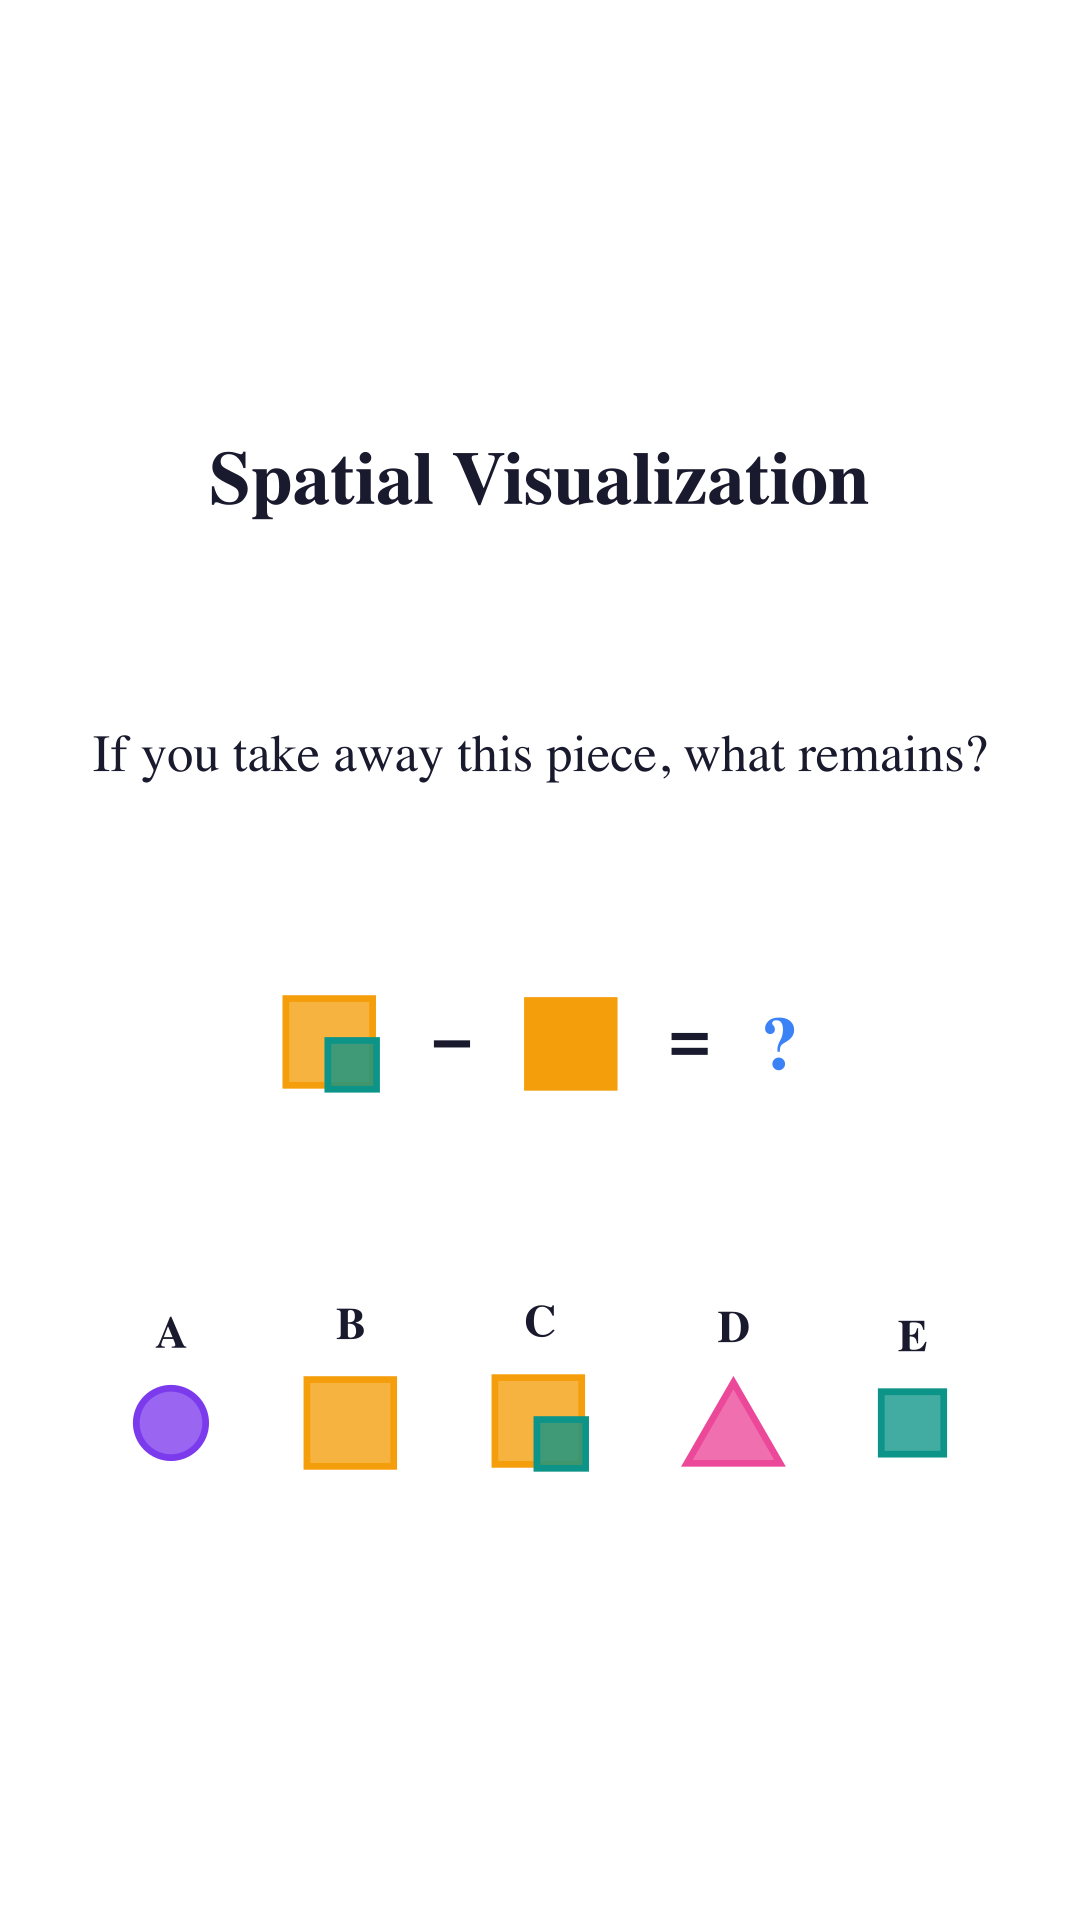 Spatial Visualization
If you take away this piece, what remains?
− = ?
A B C D E